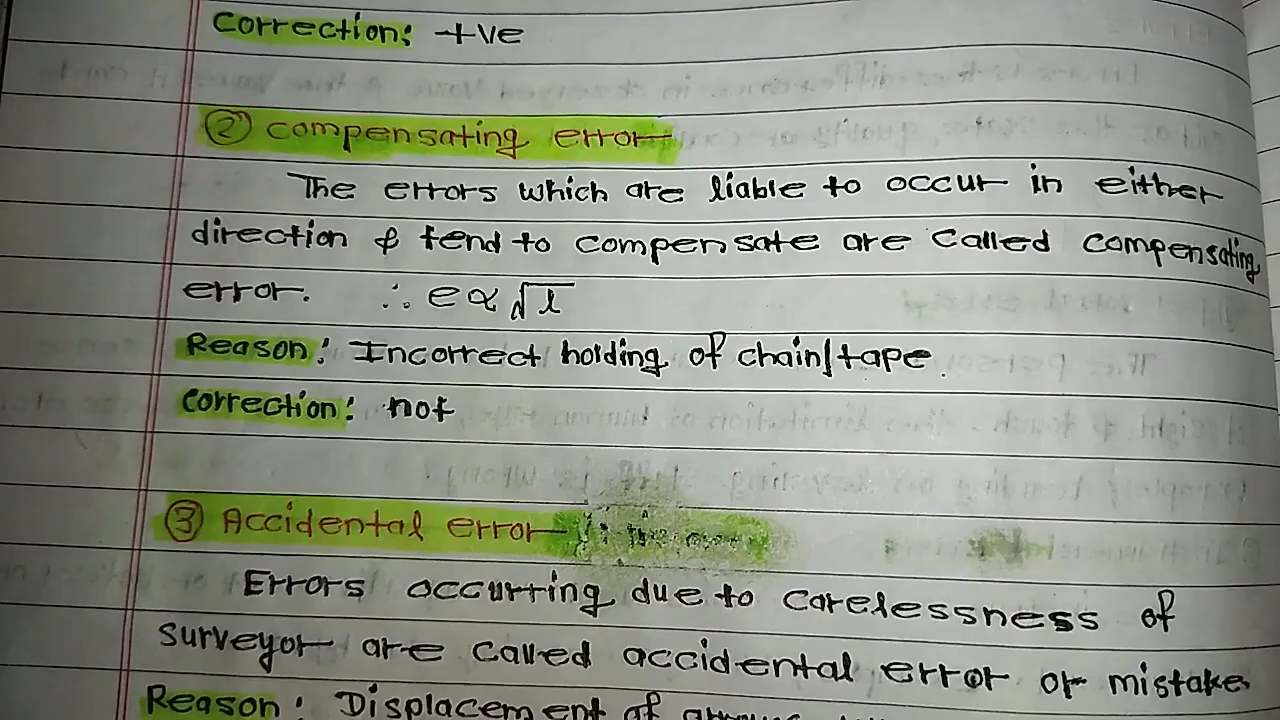 Correction: +ve
② Compensating error
The errors which are liable to occur in either
direction & tend to compensate are called compensating
error. ∴ e ∝ √l
Reason: Incorrect holding of chain/tape.
correction: not
③ Accidental error
Errors occurring due to carelessness of
surveyor are called accidental error or mistake
Reason: Displacement of